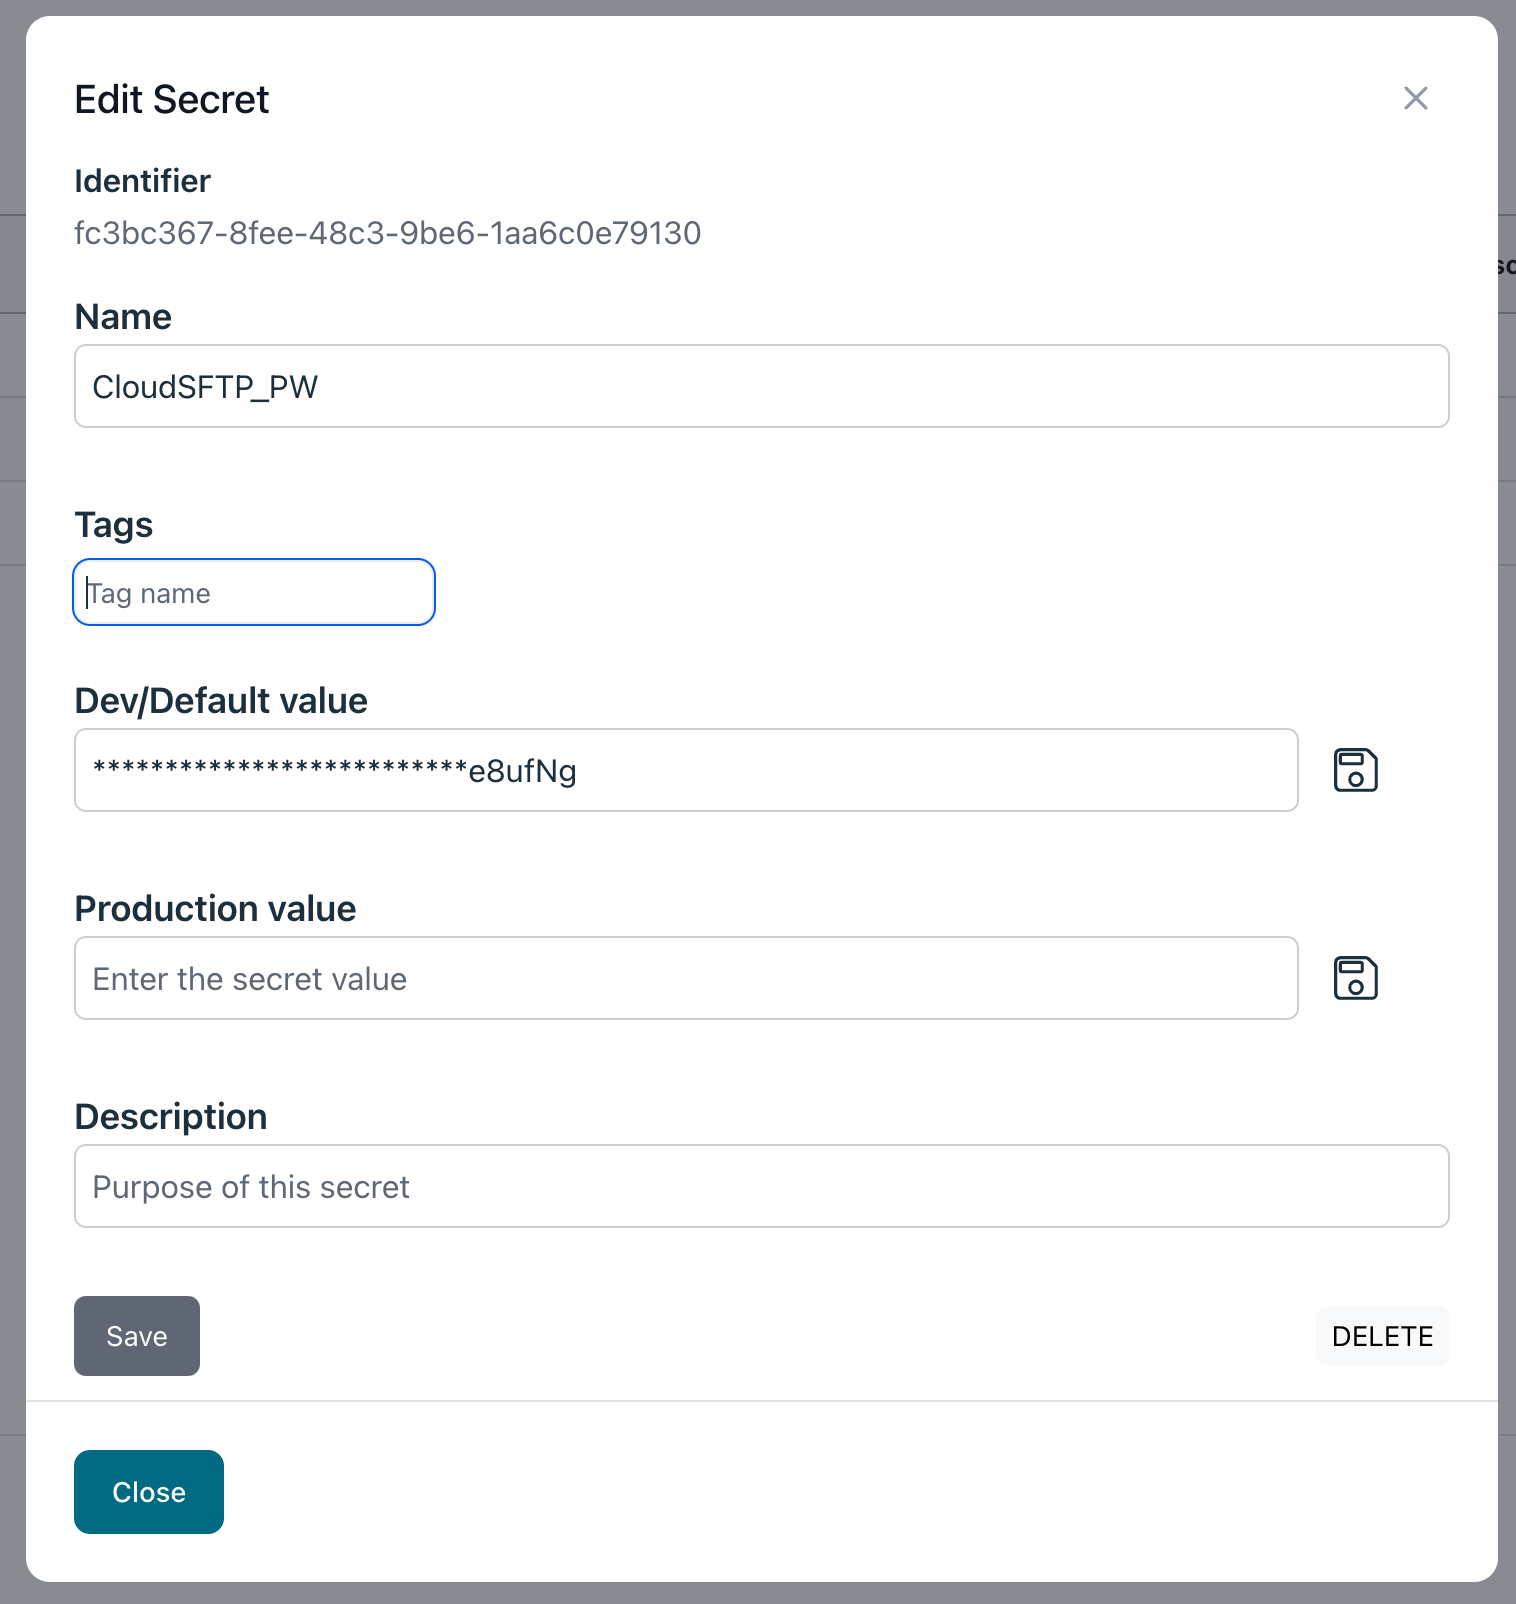 Edit Secret
Identifier
fc3bc367-8fee-48c3-9be6-1aa6c0e79130
Name
CloudSFTP_PW
Tags
Tag name
Dev/Default value
**************************e8ufNg
Production value
Enter the secret value
Description
Purpose of this secret
Save
DELETE
Close